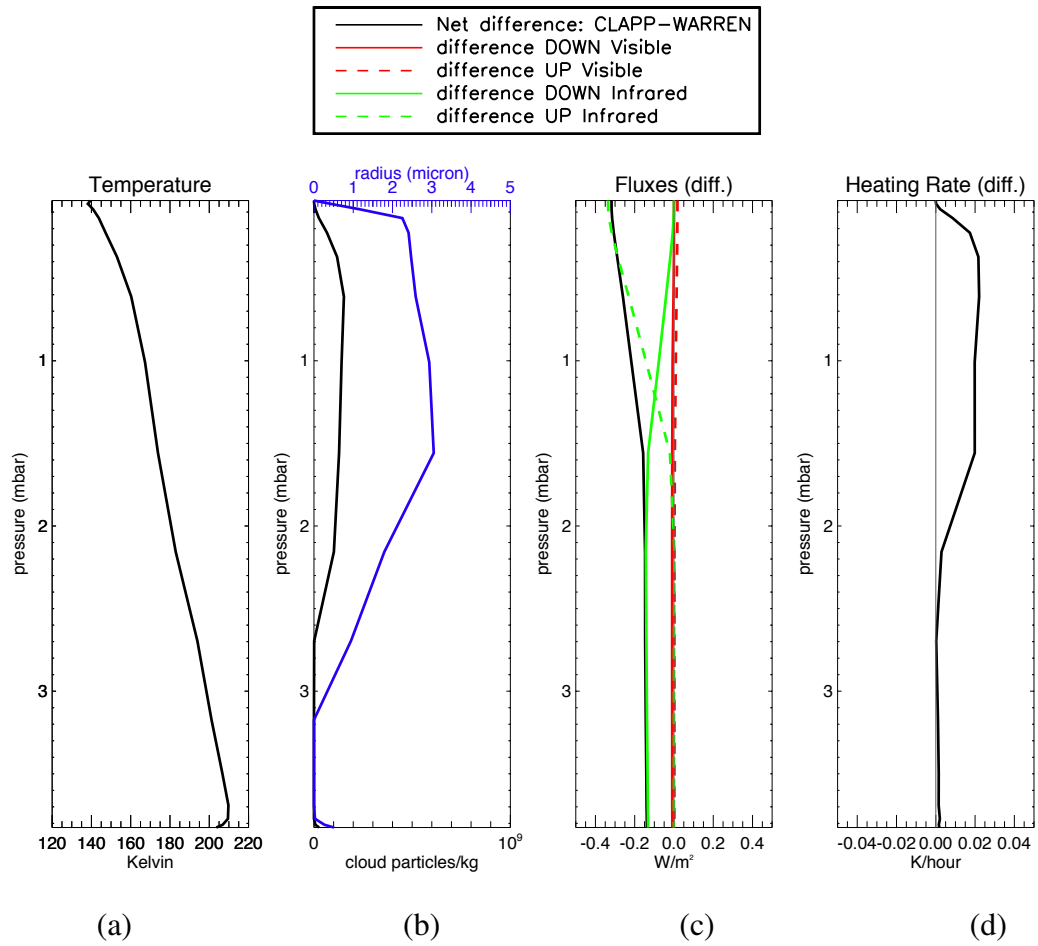 Net difference: CLAPP-WARREN
difference DOWN Visible
difference UP Visible
difference DOWN Infrared
difference UP Infrared
Temperature
pressure (mbar)
1
2
3
120 140 160 180 200 220
Kelvin
(a)
radius (micron)
0 1 2 3 4 5
pressure (mbar)
1
2
3
0 10^9
cloud particles/kg
(b)
Fluxes (diff.)
pressure (mbar)
1
2
3
-0.4 -0.2 0.0 0.2 0.4
W/m²
(c)
Heating Rate (diff.)
pressure (mbar)
1
2
3
-0.04 -0.02 0.00 0.02 0.04
K/hour
(d)